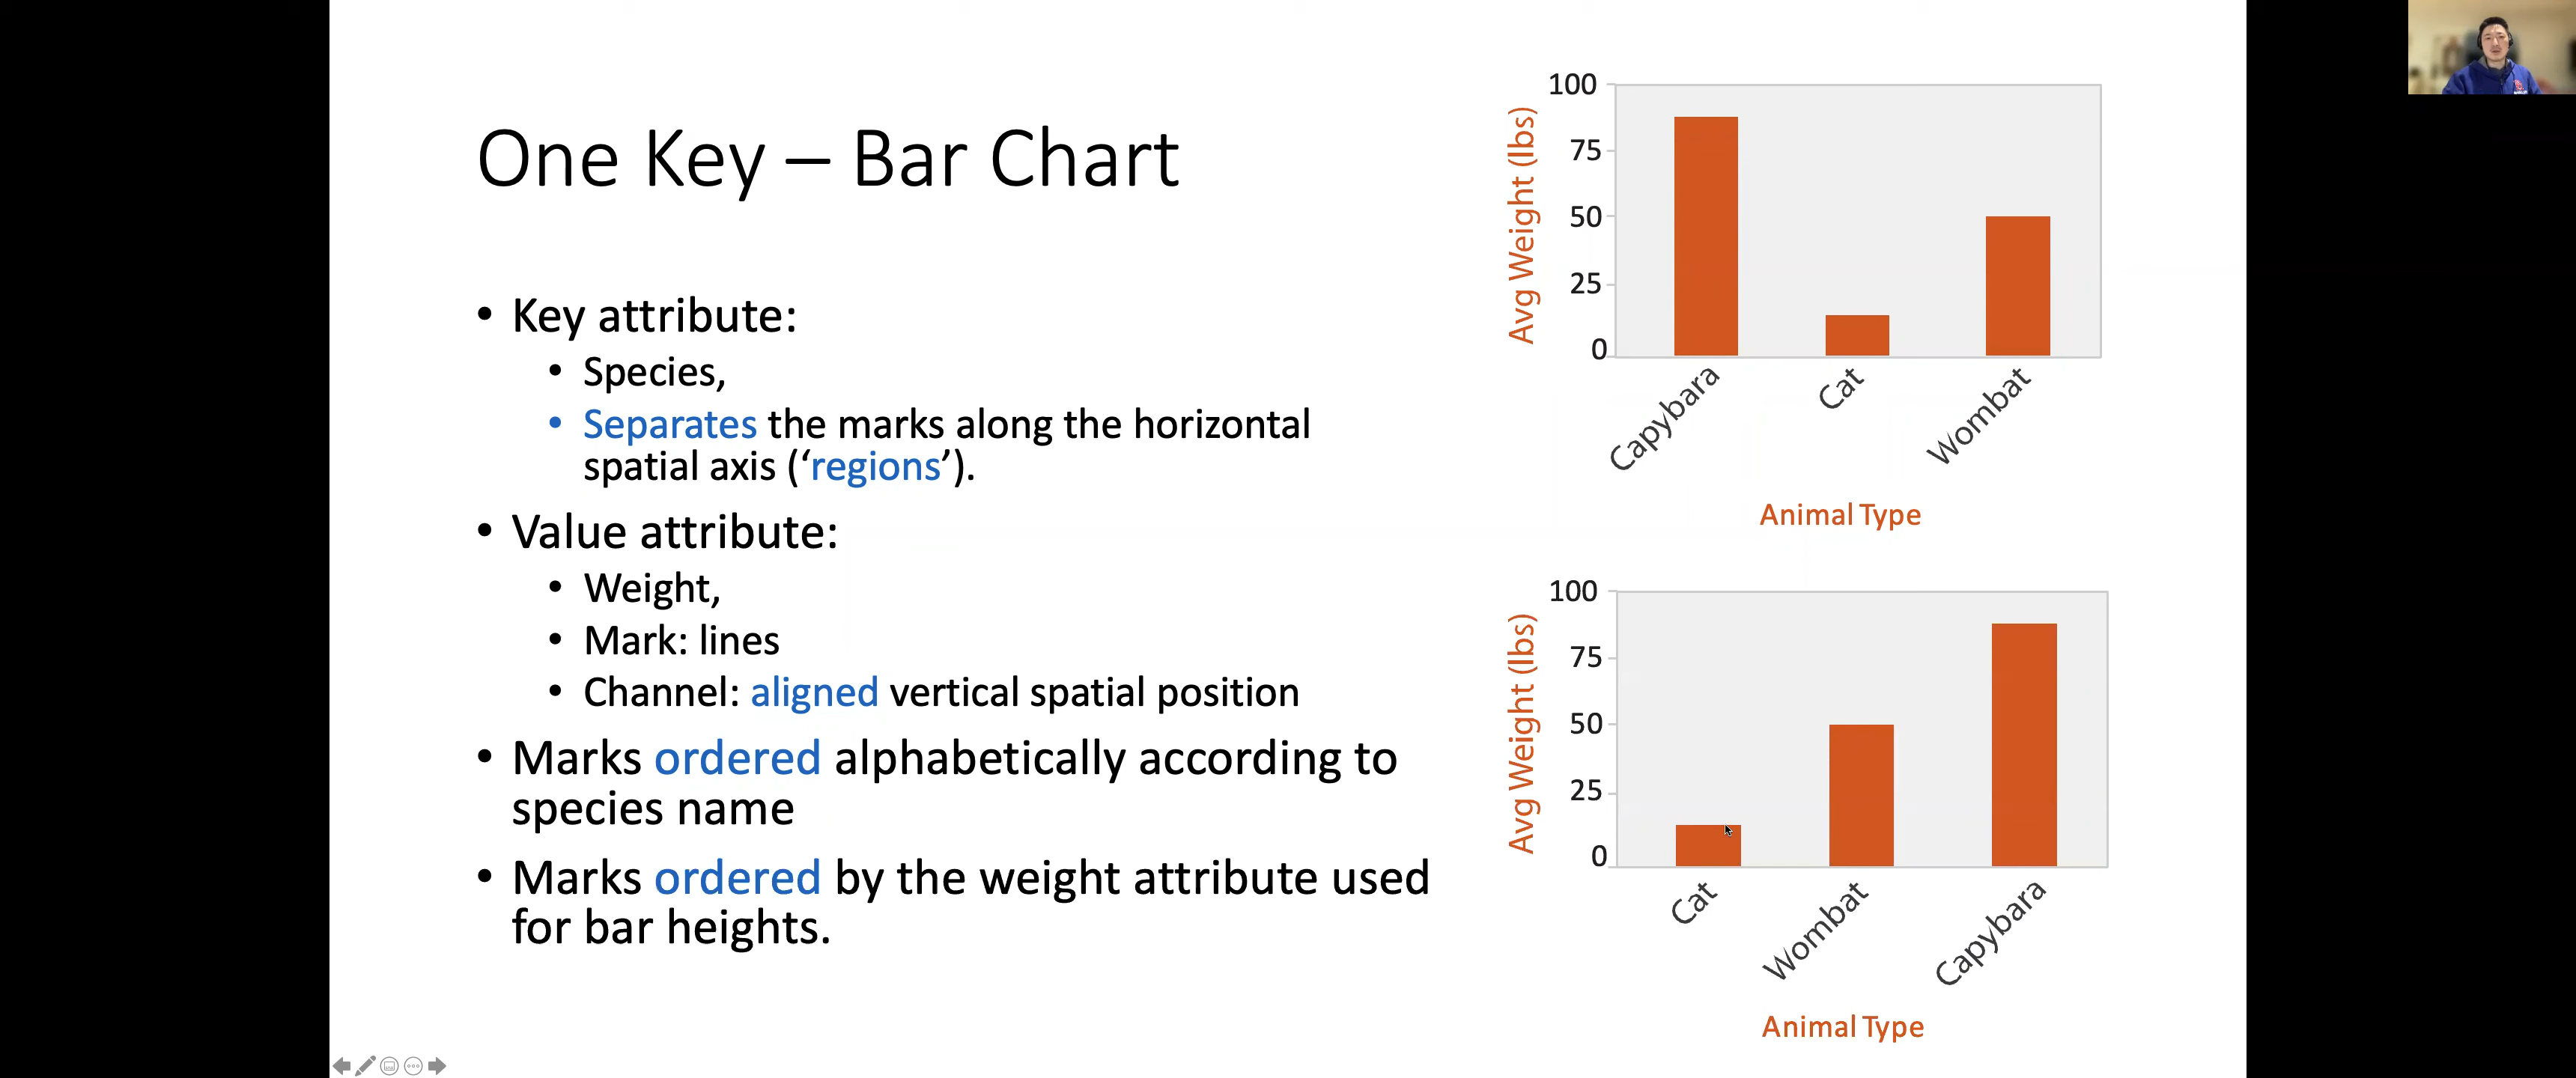 One Key – Bar Chart
• Key attribute:
• Species,
• Separates the marks along the horizontal
spatial axis (‘regions’).
• Value attribute:
• Weight,
• Mark: lines
• Channel: aligned vertical spatial position
• Marks ordered alphabetically according to
species name
• Marks ordered by the weight attribute used
for bar heights.
Avg Weight (lbs)
100
75
50
25
0
Capybara
Cat
Wombat
Animal Type
Avg Weight (lbs)
100
75
50
25
0
Cat
Wombat
Capybara
Animal Type